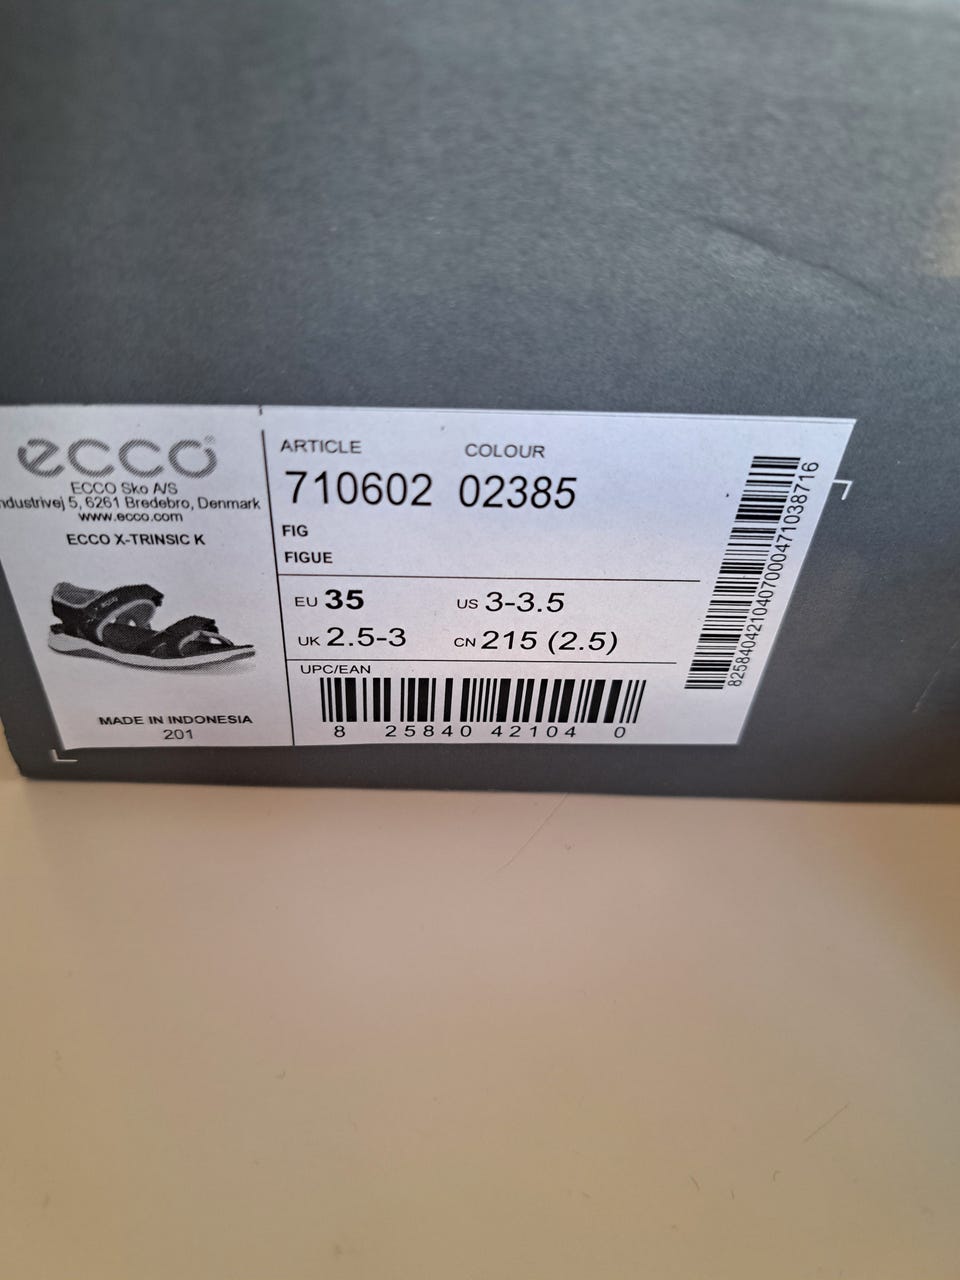 ecco®
ECCO Sko A/S
ndustrivej 5, 6261 Bredebro, Denmark
www.ecco.com
ECCO X-TRINSIC K
MADE IN INDONESIA
201
ARTICLE COLOUR
710602 02385
FIG
FIGUE
EU 35 US 3-3.5
UK 2.5-3 CN 215 (2.5)
UPC/EAN
8 25840 42104 0
825840421040700047103​8716